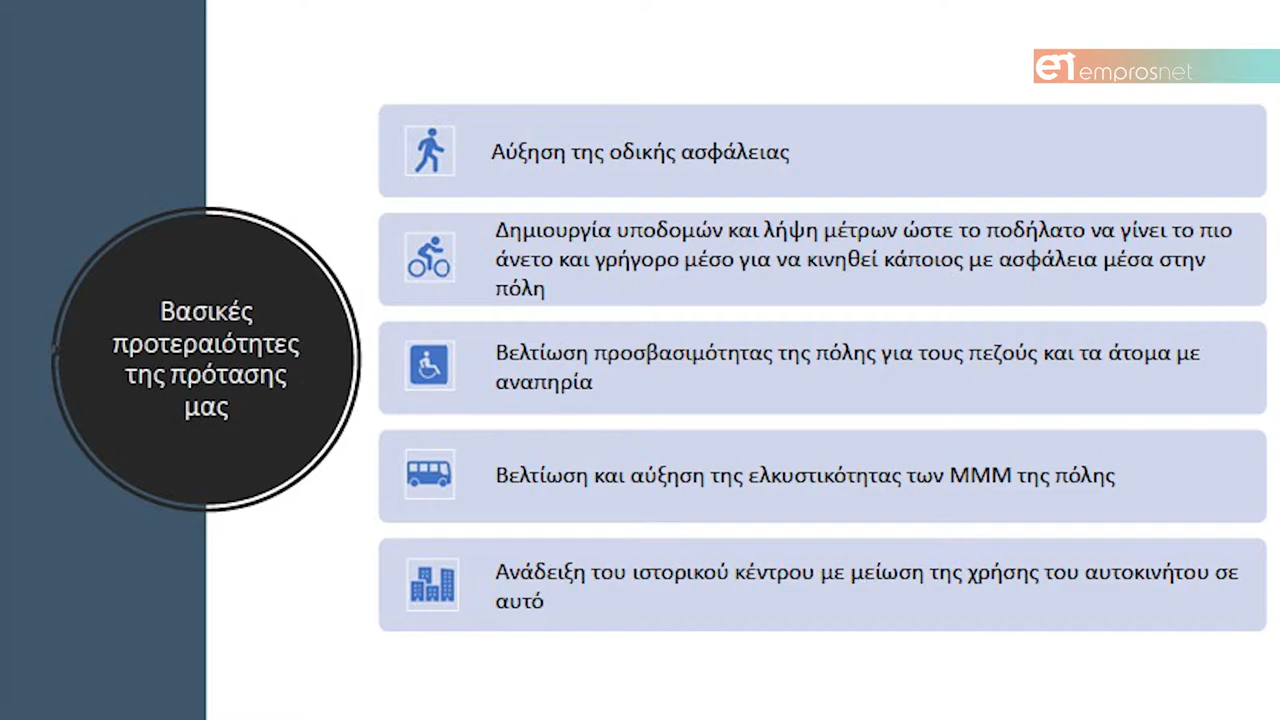 en emprosnet
Αύξηση της οδικής ασφάλειας
Δημιουργία υποδομών και λήψη μέτρων ώστε το ποδήλατο να γίνει το πιο
άνετο και γρήγορο μέσο για να κινηθεί κάποιος με ασφάλεια μέσα στην
πόλη
Βασικές
προτεραιότητες
της πρότασης
μας
Βελτίωση προσβασιμότητας της πόλης για τους πεζούς και τα άτομα με
αναπηρία
Βελτίωση και αύξηση της ελκυστικότητας των ΜΜΜ της πόλης
Ανάδειξη του ιστορικού κέντρου με μείωση της χρήσης του αυτοκινήτου σε
αυτό